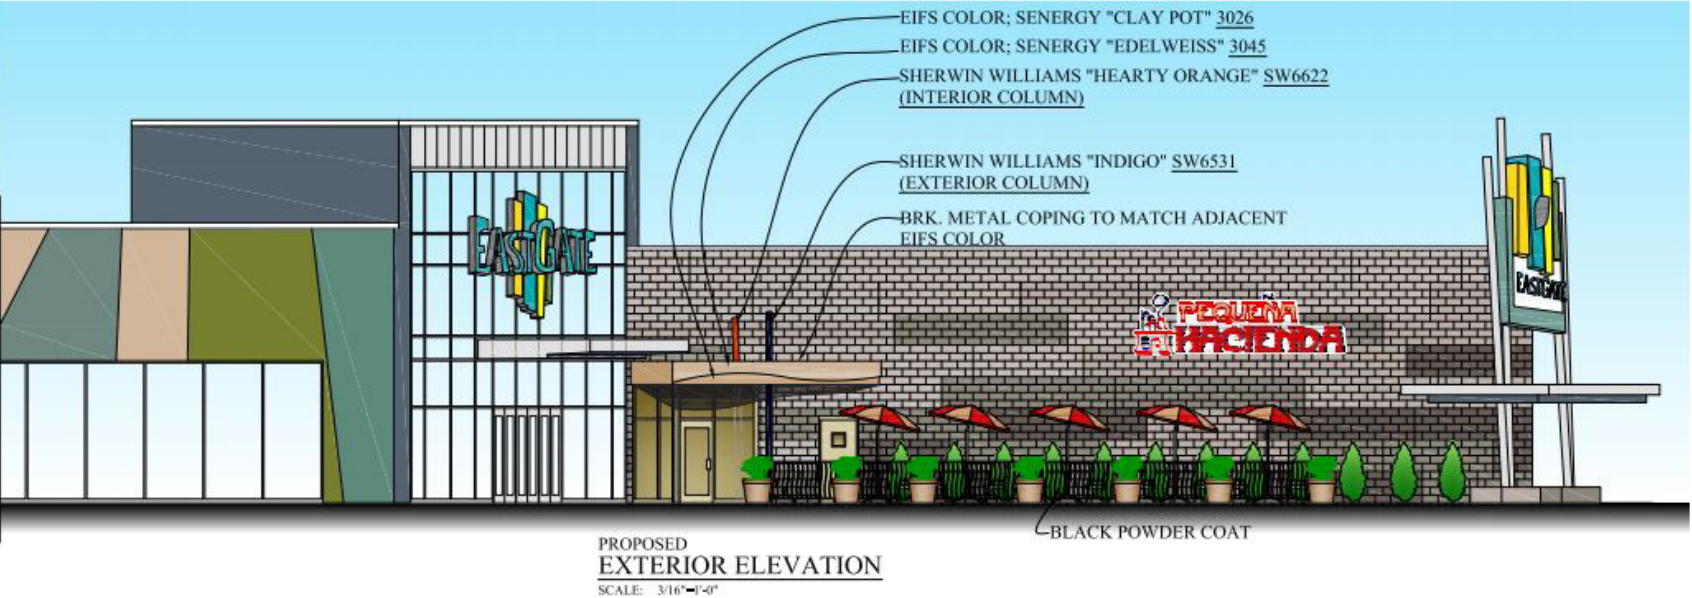 EIFS COLOR; SENERGY "CLAY POT" 3026
EIFS COLOR; SENERGY "EDELWEISS" 3045
SHERWIN WILLIAMS "HEARTY ORANGE" SW6622
(INTERIOR COLUMN)
SHERWIN WILLIAMS "INDIGO" SW6531
(EXTERIOR COLUMN)
BRK. METAL COPING TO MATCH ADJACENT
EIFS COLOR
EASTGATE
PEQUEÑA
HACIENDA
EASTGATE
BLACK POWDER COAT
PROPOSED
EXTERIOR ELEVATION
SCALE: 3/16"=1'-0"